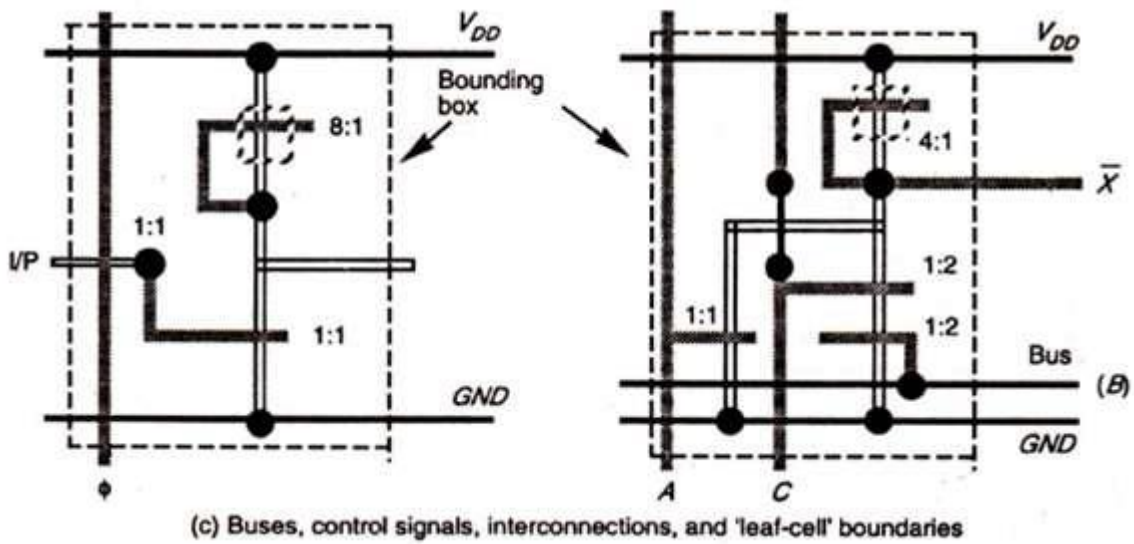 V_DD
8:1
1:1
I/P
1:1
GND
ϕ
Bounding
box
V_DD
4:1
X̅
1:2
1:1
1:2
Bus
(B)
GND
A
C
(c) Buses, control signals, interconnections, and 'leaf-cell' boundaries